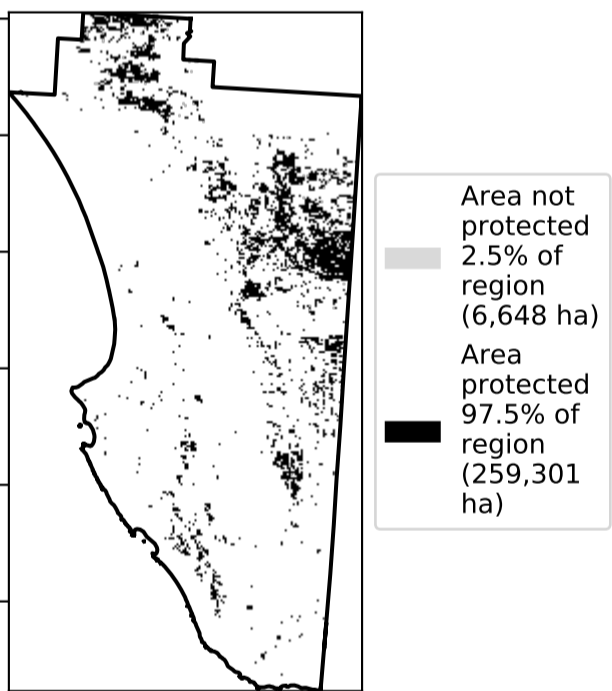 Area not
protected
2.5% of
region
(6,648 ha)
Area
protected
97.5% of
region
(259,301
ha)